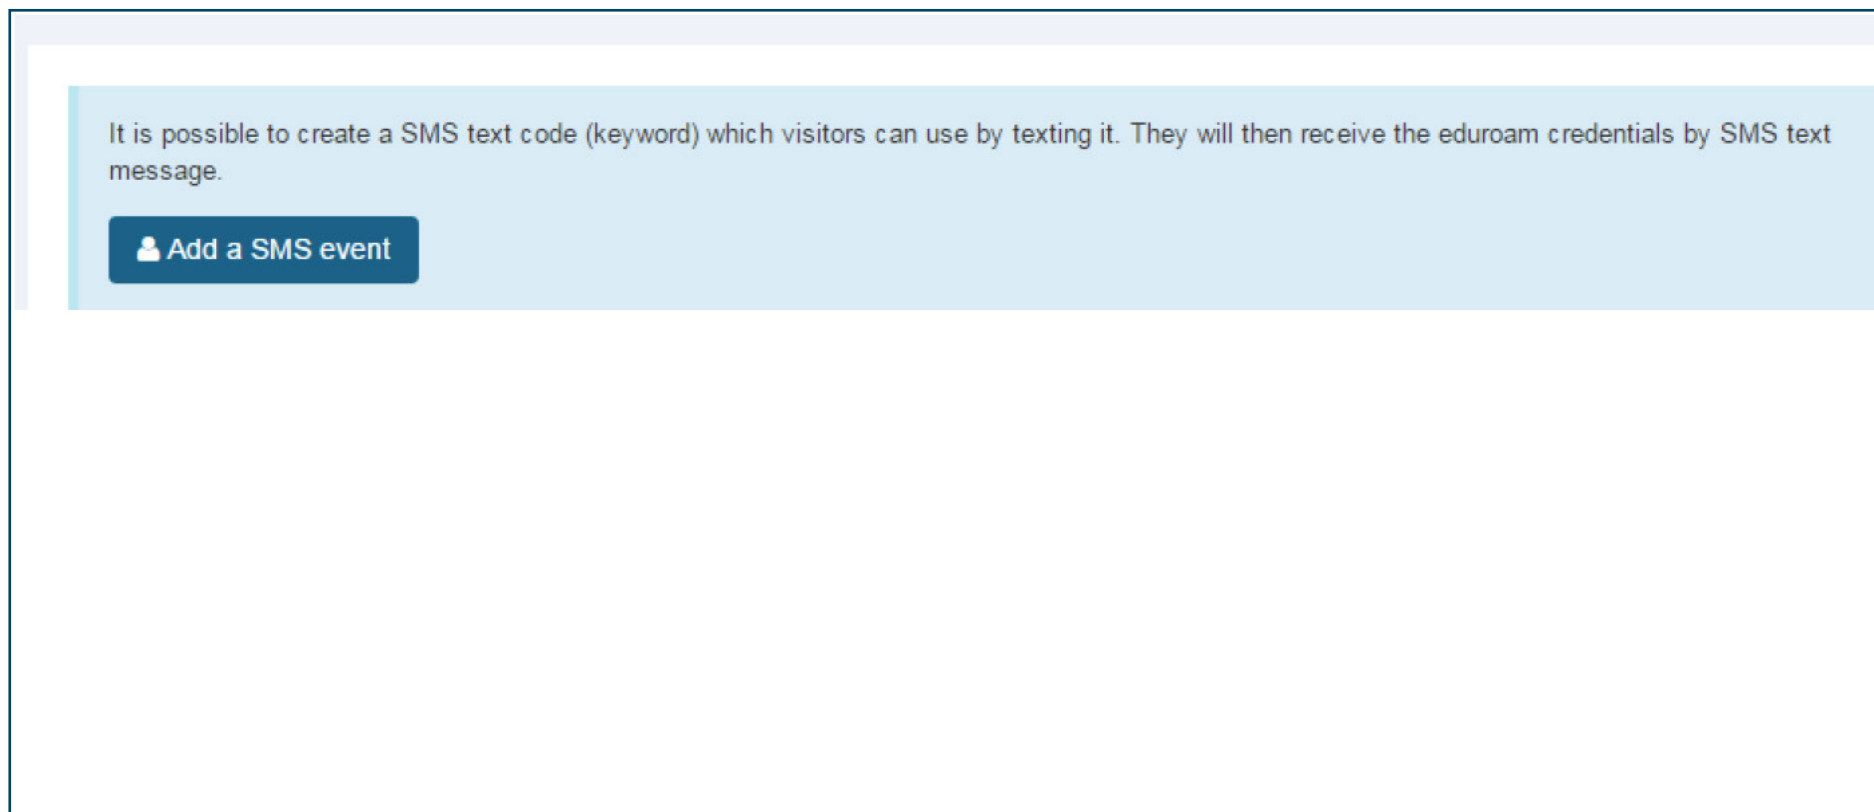 It is possible to create a SMS text code (keyword) which visitors can use by texting it. They will then receive the eduroam credentials by SMS text
message.
Add a SMS event